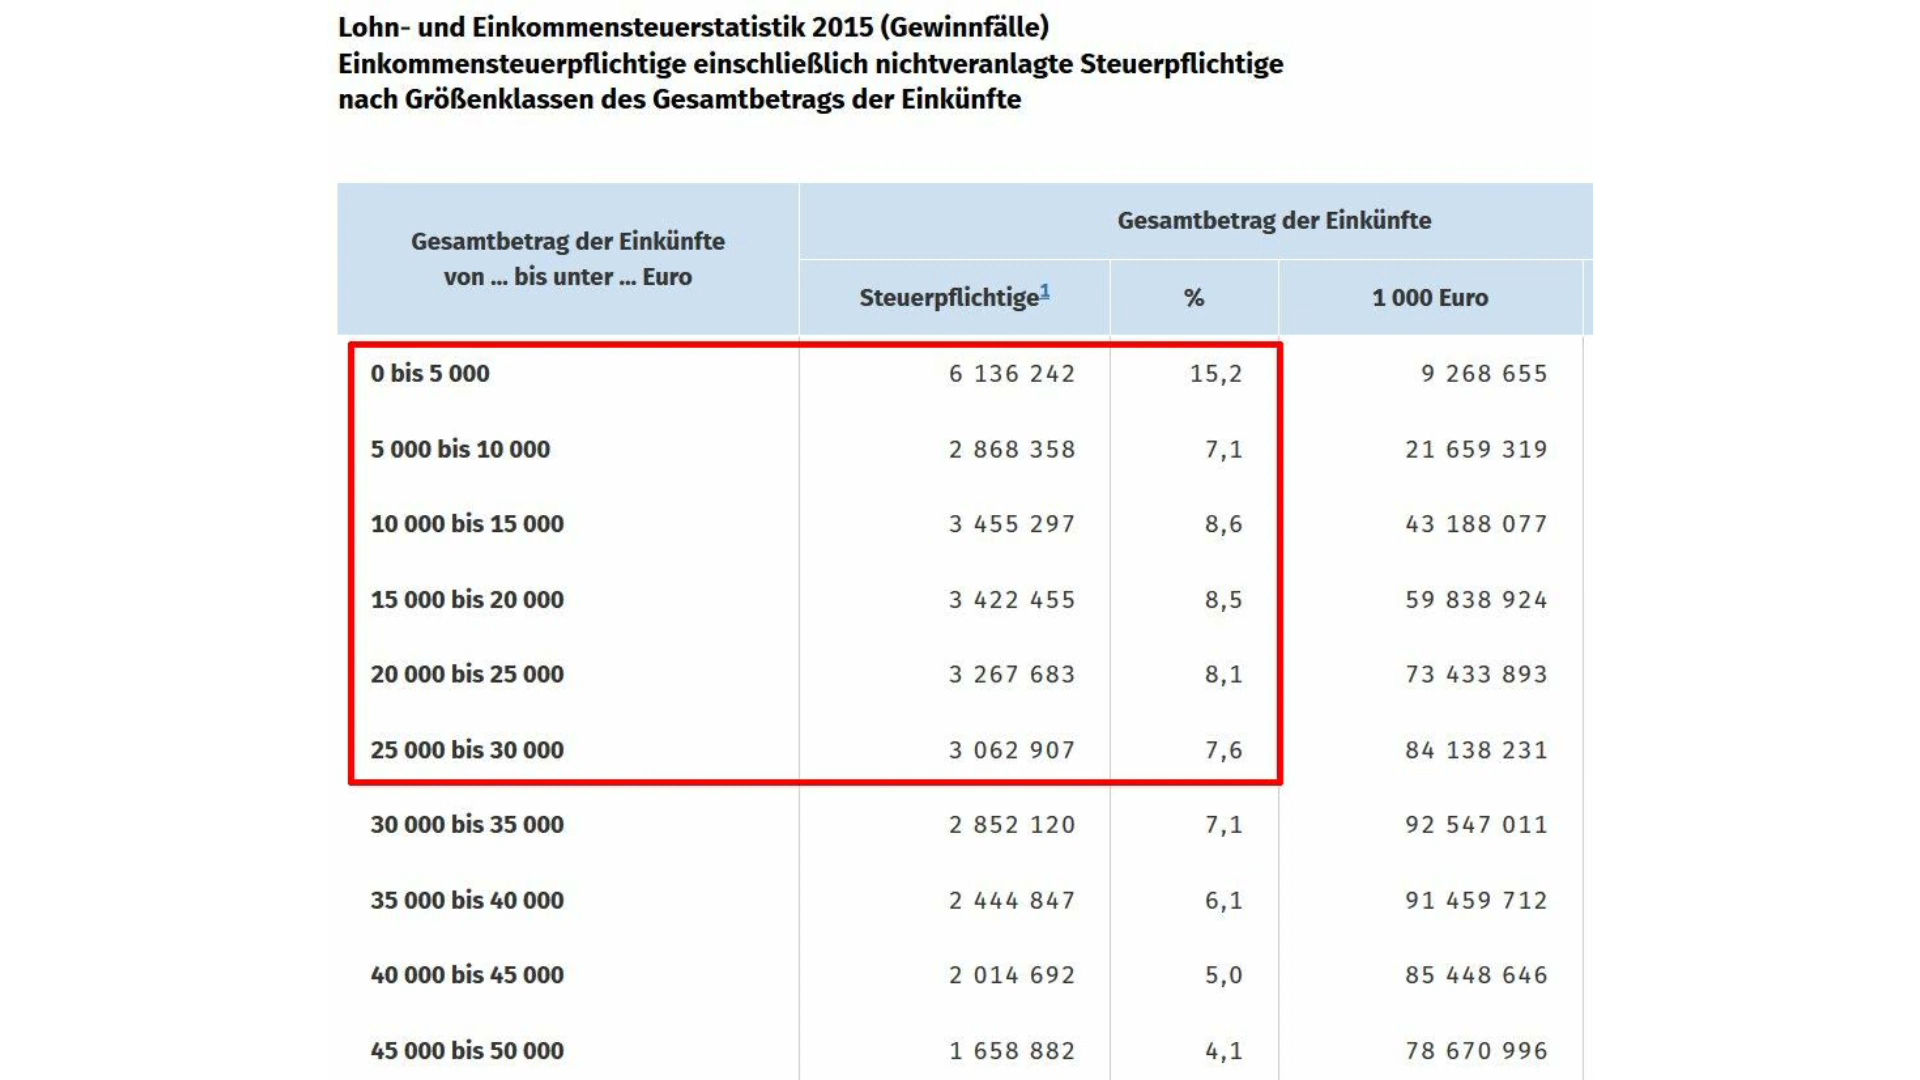 Lohn- und Einkommensteuerstatistik 2015 (Gewinnfälle)
Einkommensteuerpflichtige einschließlich nichtveranlagte Steuerpflichtige
nach Größenklassen des Gesamtbetrags der Einkünfte
Gesamtbetrag der Einkünfte
von ... bis unter ... Euro
Gesamtbetrag der Einkünfte
Steuerpflichtige1 % 1 000 Euro
0 bis 5 000 6 136 242 15,2 9 268 655
5 000 bis 10 000 2 868 358 7,1 21 659 319
10 000 bis 15 000 3 455 297 8,6 43 188 077
15 000 bis 20 000 3 422 455 8,5 59 838 924
20 000 bis 25 000 3 267 683 8,1 73 433 893
25 000 bis 30 000 3 062 907 7,6 84 138 231
30 000 bis 35 000 2 852 120 7,1 92 547 011
35 000 bis 40 000 2 444 847 6,1 91 459 712
40 000 bis 45 000 2 014 692 5,0 85 448 646
45 000 bis 50 000 1 658 882 4,1 78 670 996